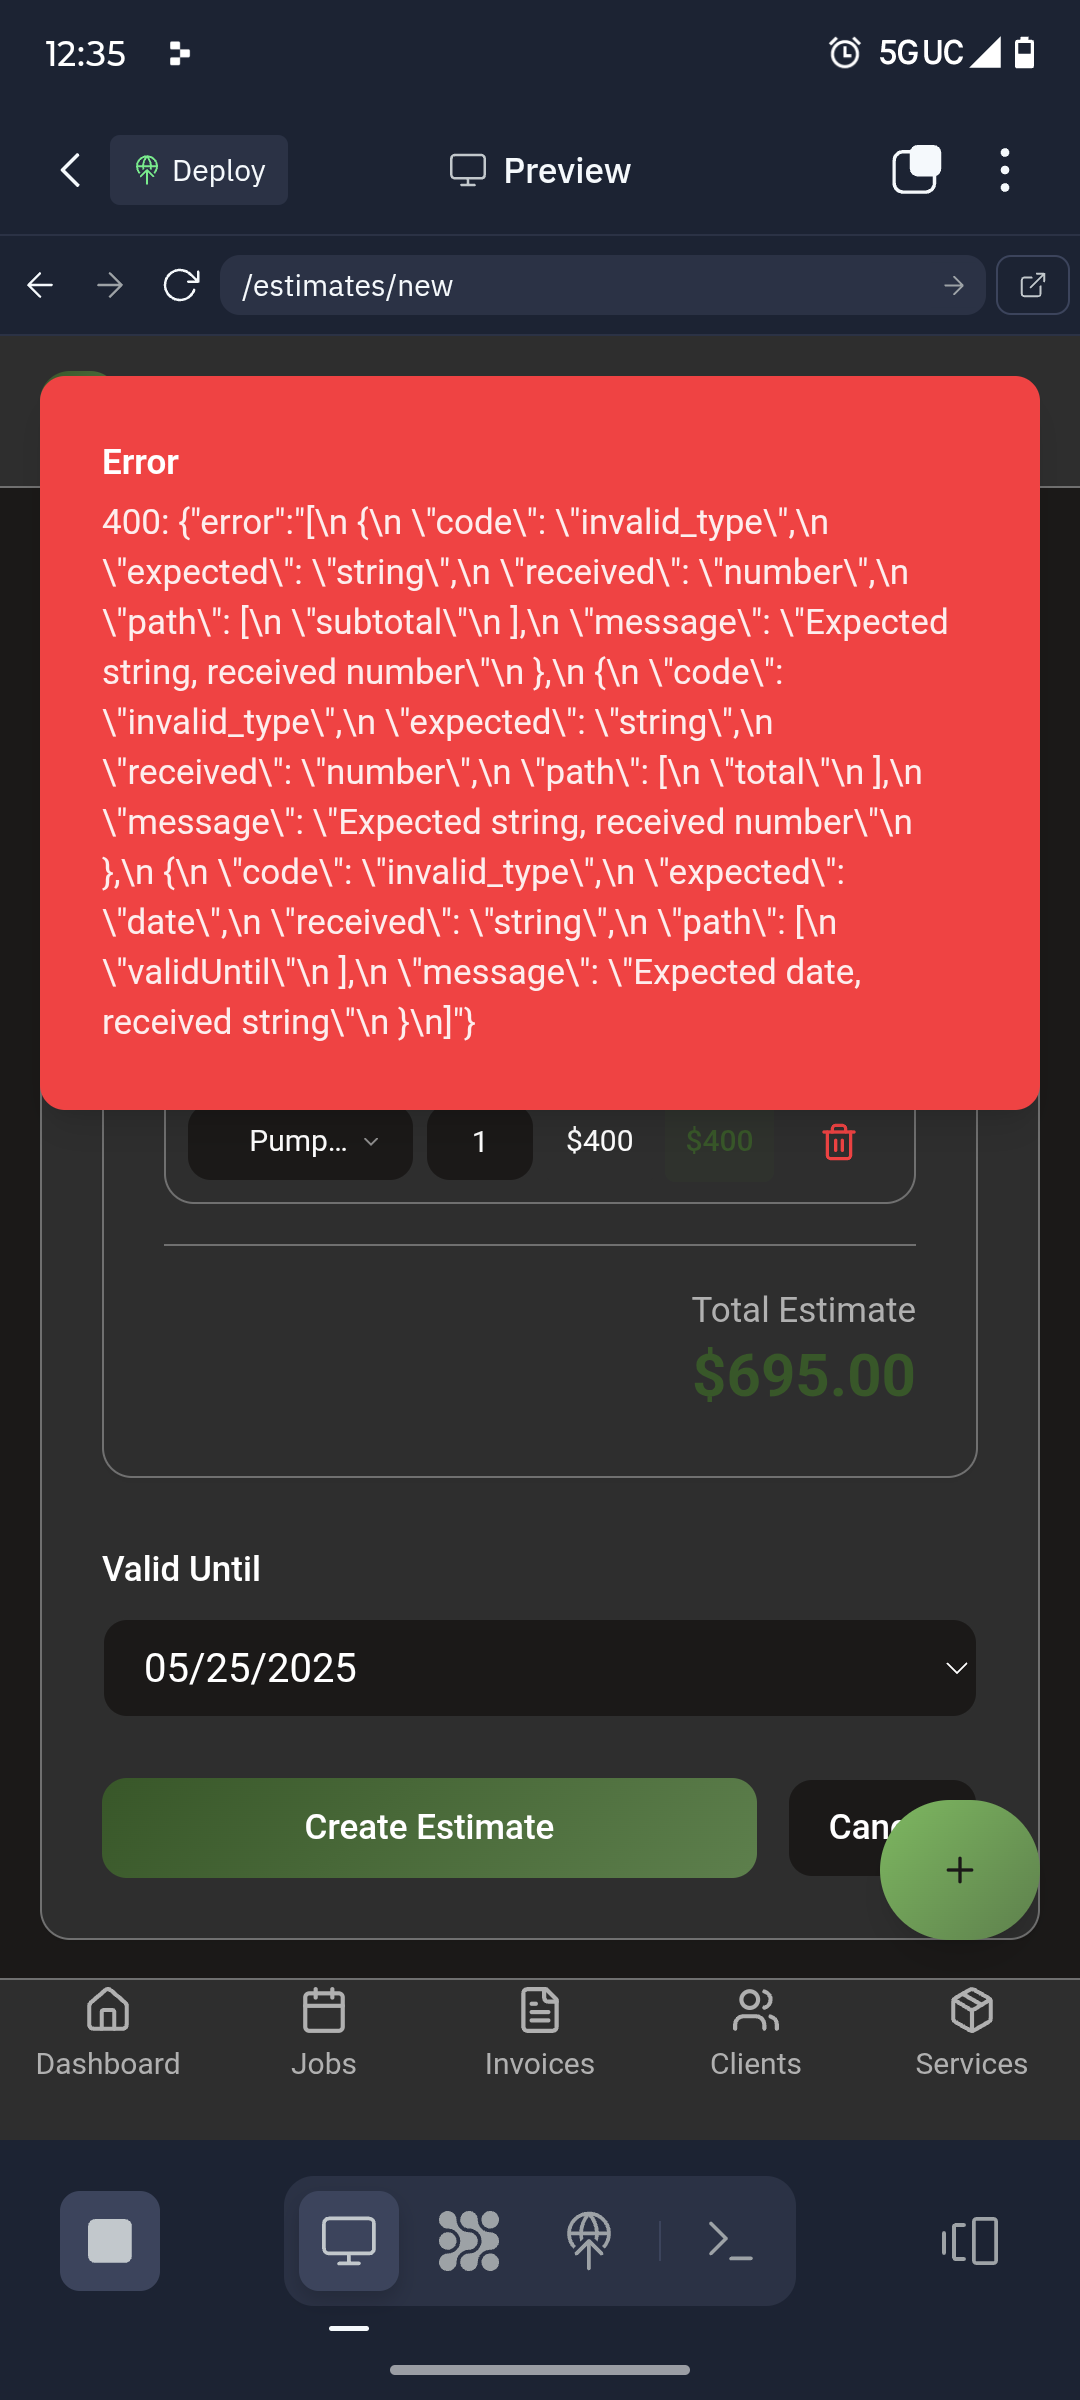 12:35
5G UC
Deploy
Preview
/estimates/new
Error
400: {"error":"[\n {\n \"code\": \"invalid_type\",\n
\"expected\": \"string\",\n \"received\": \"number\",\n
\"path\": [\n \"subtotal\"\n ],\n \"message\": \"Expected
string, received number\"\n },\n {\n \"code\":
\"invalid_type\",\n \"expected\": \"string\",\n
\"received\": \"number\",\n \"path\": [\n \"total\"\n ],\n
\"message\": \"Expected string, received number\"\n
},\n {\n \"code\": \"invalid_type\",\n \"expected\":
\"date\",\n \"received\": \"string\",\n \"path\": [\n
\"validUntil\"\n ],\n \"message\": \"Expected date,
received string\"\n }\n]"}
Pump... 1 $400 $400
Total Estimate
$695.00
Valid Until
05/25/2025
Create Estimate
Canc
Dashboard Jobs Invoices Clients Services